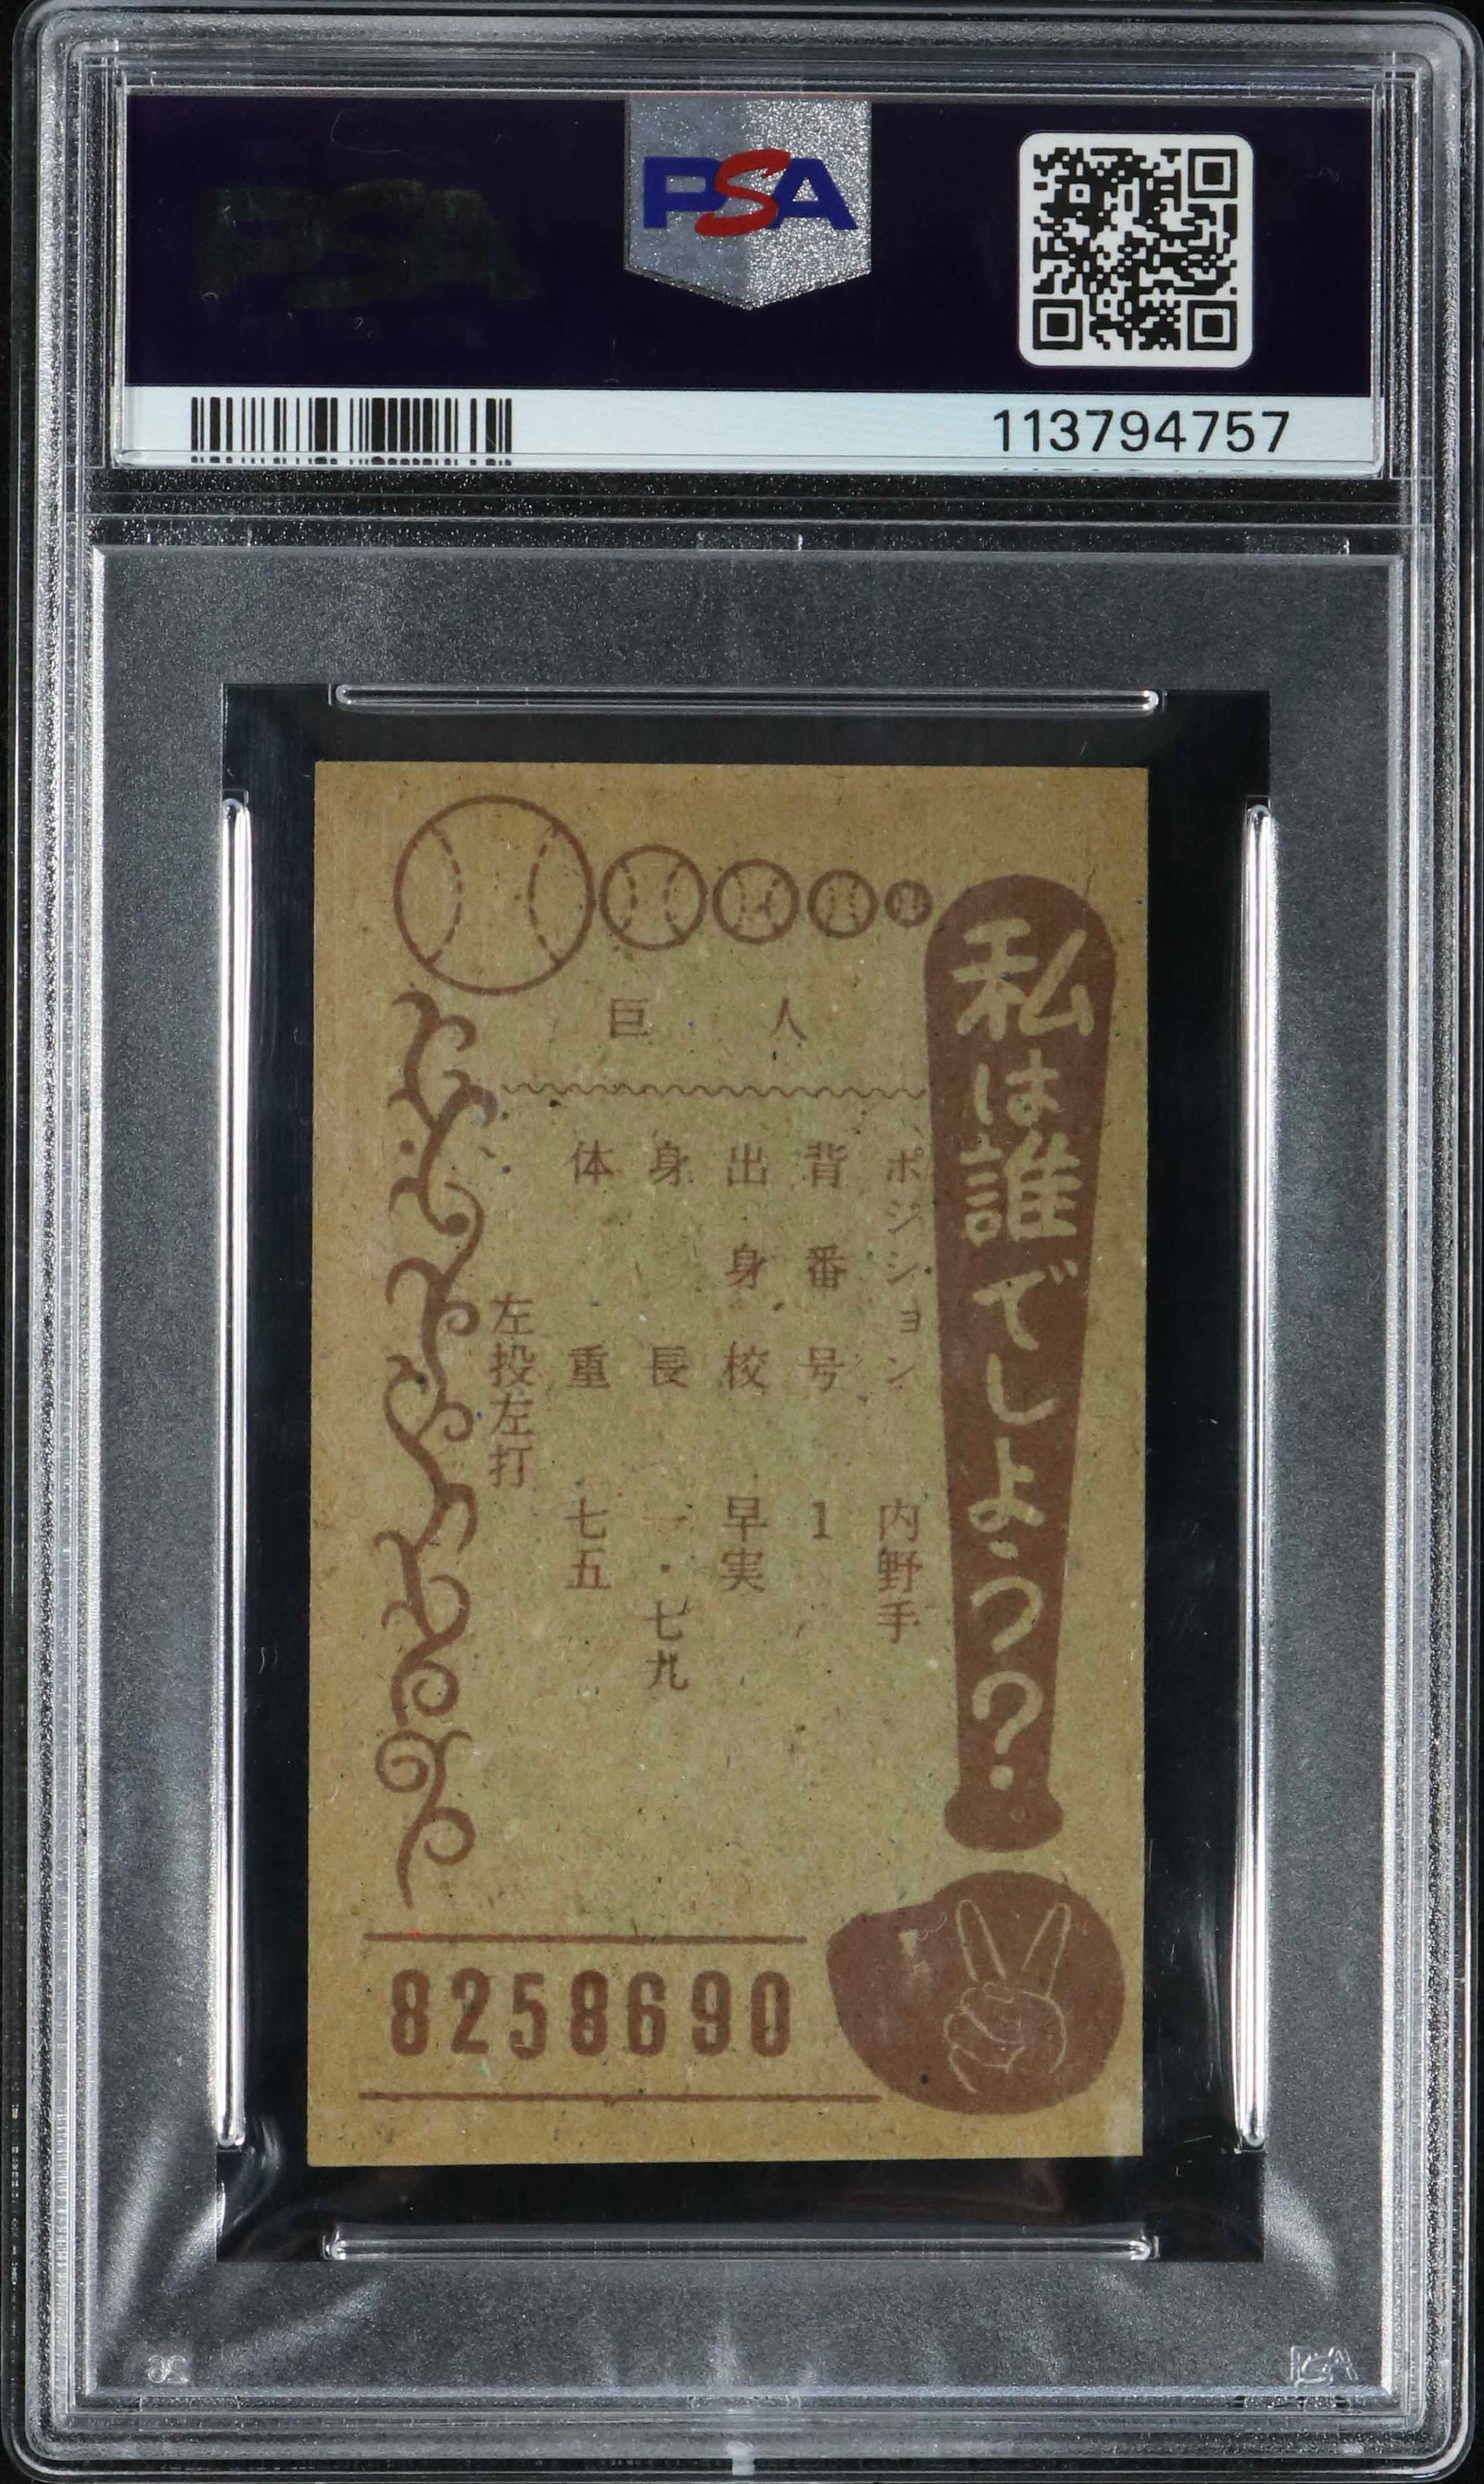 PSA
PSA
113794757
私は誰でしょう?
巨人
ポジション 内野手
背番号 1
出身校 早実
身長 一・七九
体重 七五
左投左打
8258690
PSA